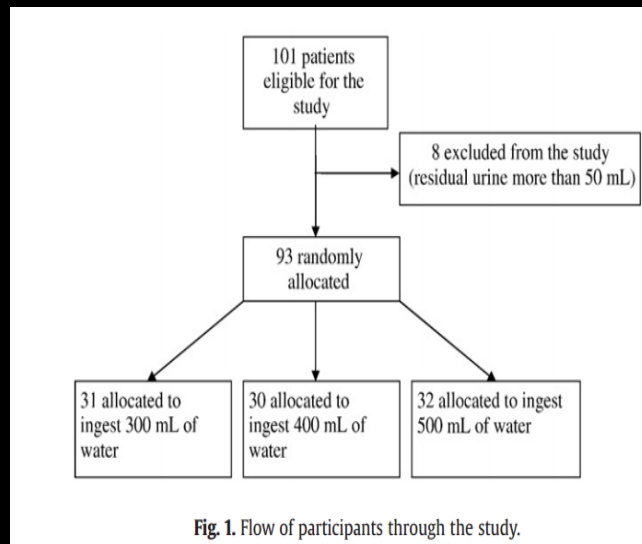 101 patients
eligible for the
study
8 excluded from the study
(residual urine more than 50 mL)
93 randomly
allocated
31 allocated to
ingest 300 mL of
water
30 allocated to
ingest 400 mL of
water
32 allocated to ingest
500 mL of water
Fig. 1. Flow of participants through the study.